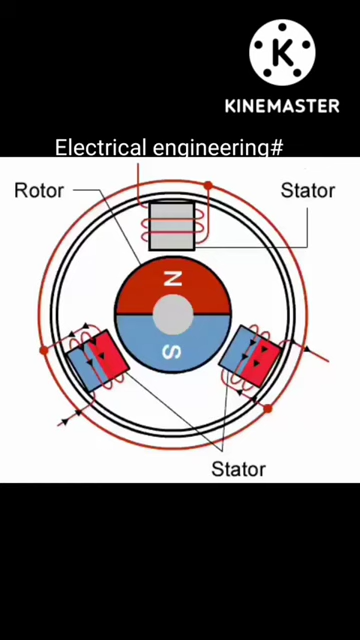 K
KINEMASTER
Electrical engineering#
Rotor
Stator
N
S
Stator